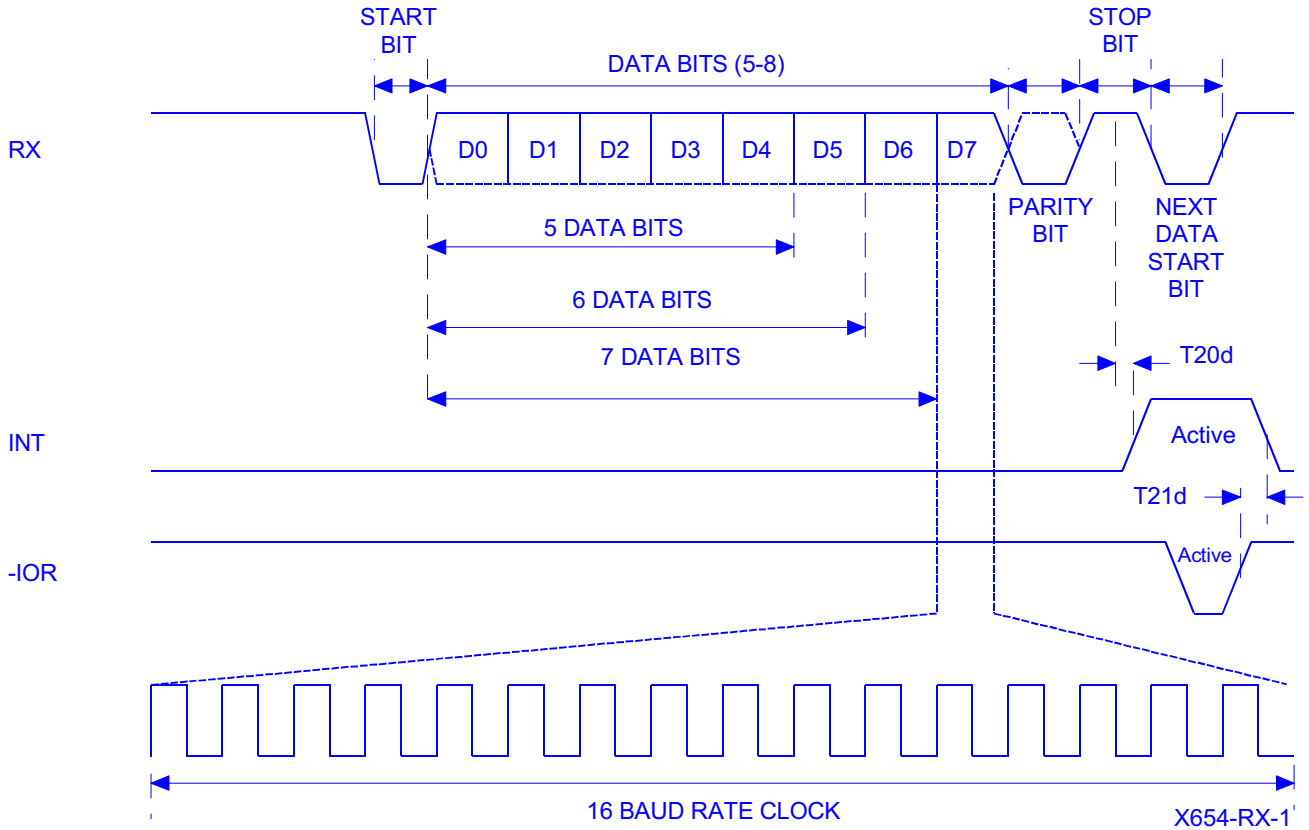 START
BIT
STOP
BIT
DATA BITS (5-8)
RX
D0 D1 D2 D3 D4 D5 D6 D7
PARITY
BIT
NEXT
DATA
START
BIT
5 DATA BITS
6 DATA BITS
7 DATA BITS
T20d
INT
Active
T21d
-IOR
Active
16 BAUD RATE CLOCK
X654-RX-1